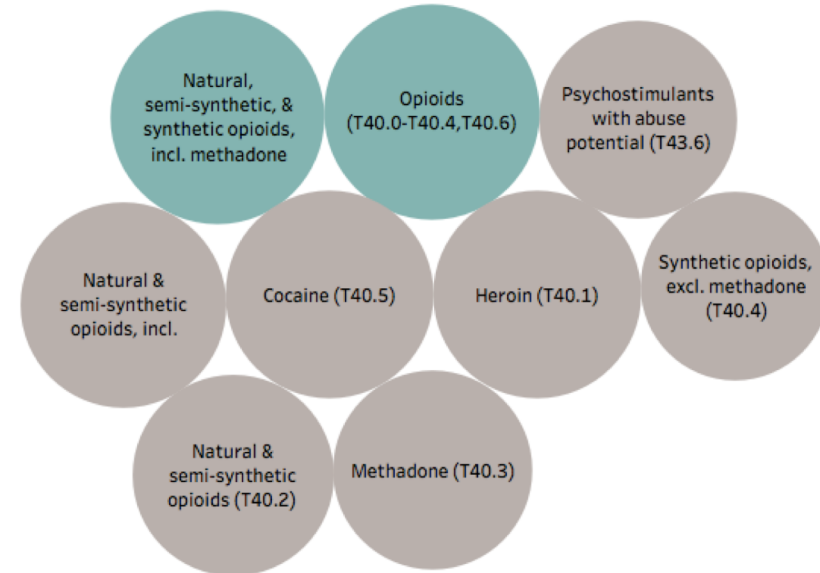 Natural,
semi-synthetic, &
synthetic opioids,
incl. methadone
Opioids
(T40.0-T40.4,T40.6)
Psychostimulants
with abuse
potential (T43.6)
Natural &
semi-synthetic
opioids, incl.
Cocaine (T40.5)
Heroin (T40.1)
Synthetic opioids,
excl. methadone
(T40.4)
Natural &
semi-synthetic
opioids (T40.2)
Methadone (T40.3)